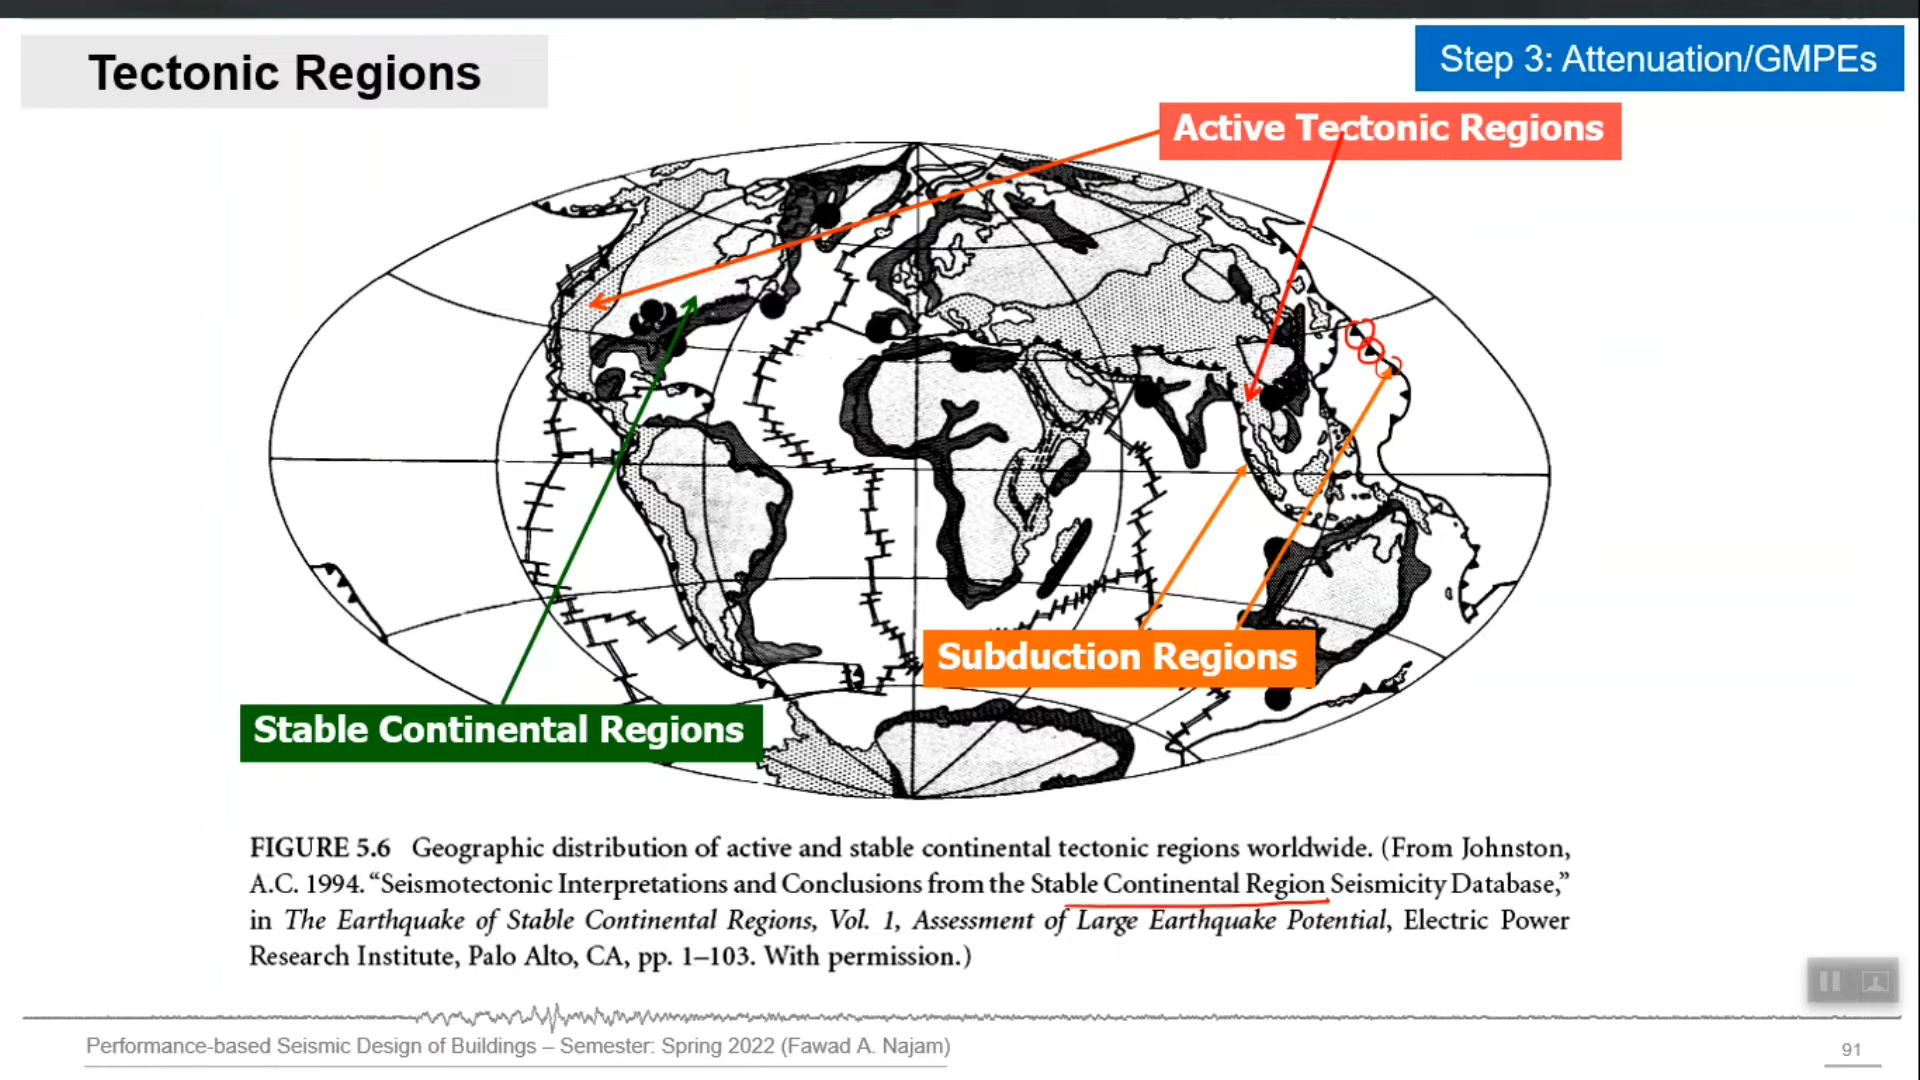 Tectonic Regions
Step 3: Attenuation/GMPEs
Active Tectonic Regions
Subduction Regions
Stable Continental Regions
FIGURE 5.6 Geographic distribution of active and stable continental tectonic regions worldwide. (From Johnston,
A.C. 1994. “Seismotectonic Interpretations and Conclusions from the Stable Continental Region Seismicity Database,”
in The Earthquake of Stable Continental Regions, Vol. 1, Assessment of Large Earthquake Potential, Electric Power
Research Institute, Palo Alto, CA, pp. 1–103. With permission.)
Performance-based Seismic Design of Buildings – Semester: Spring 2022 (Fawad A. Najam)
91